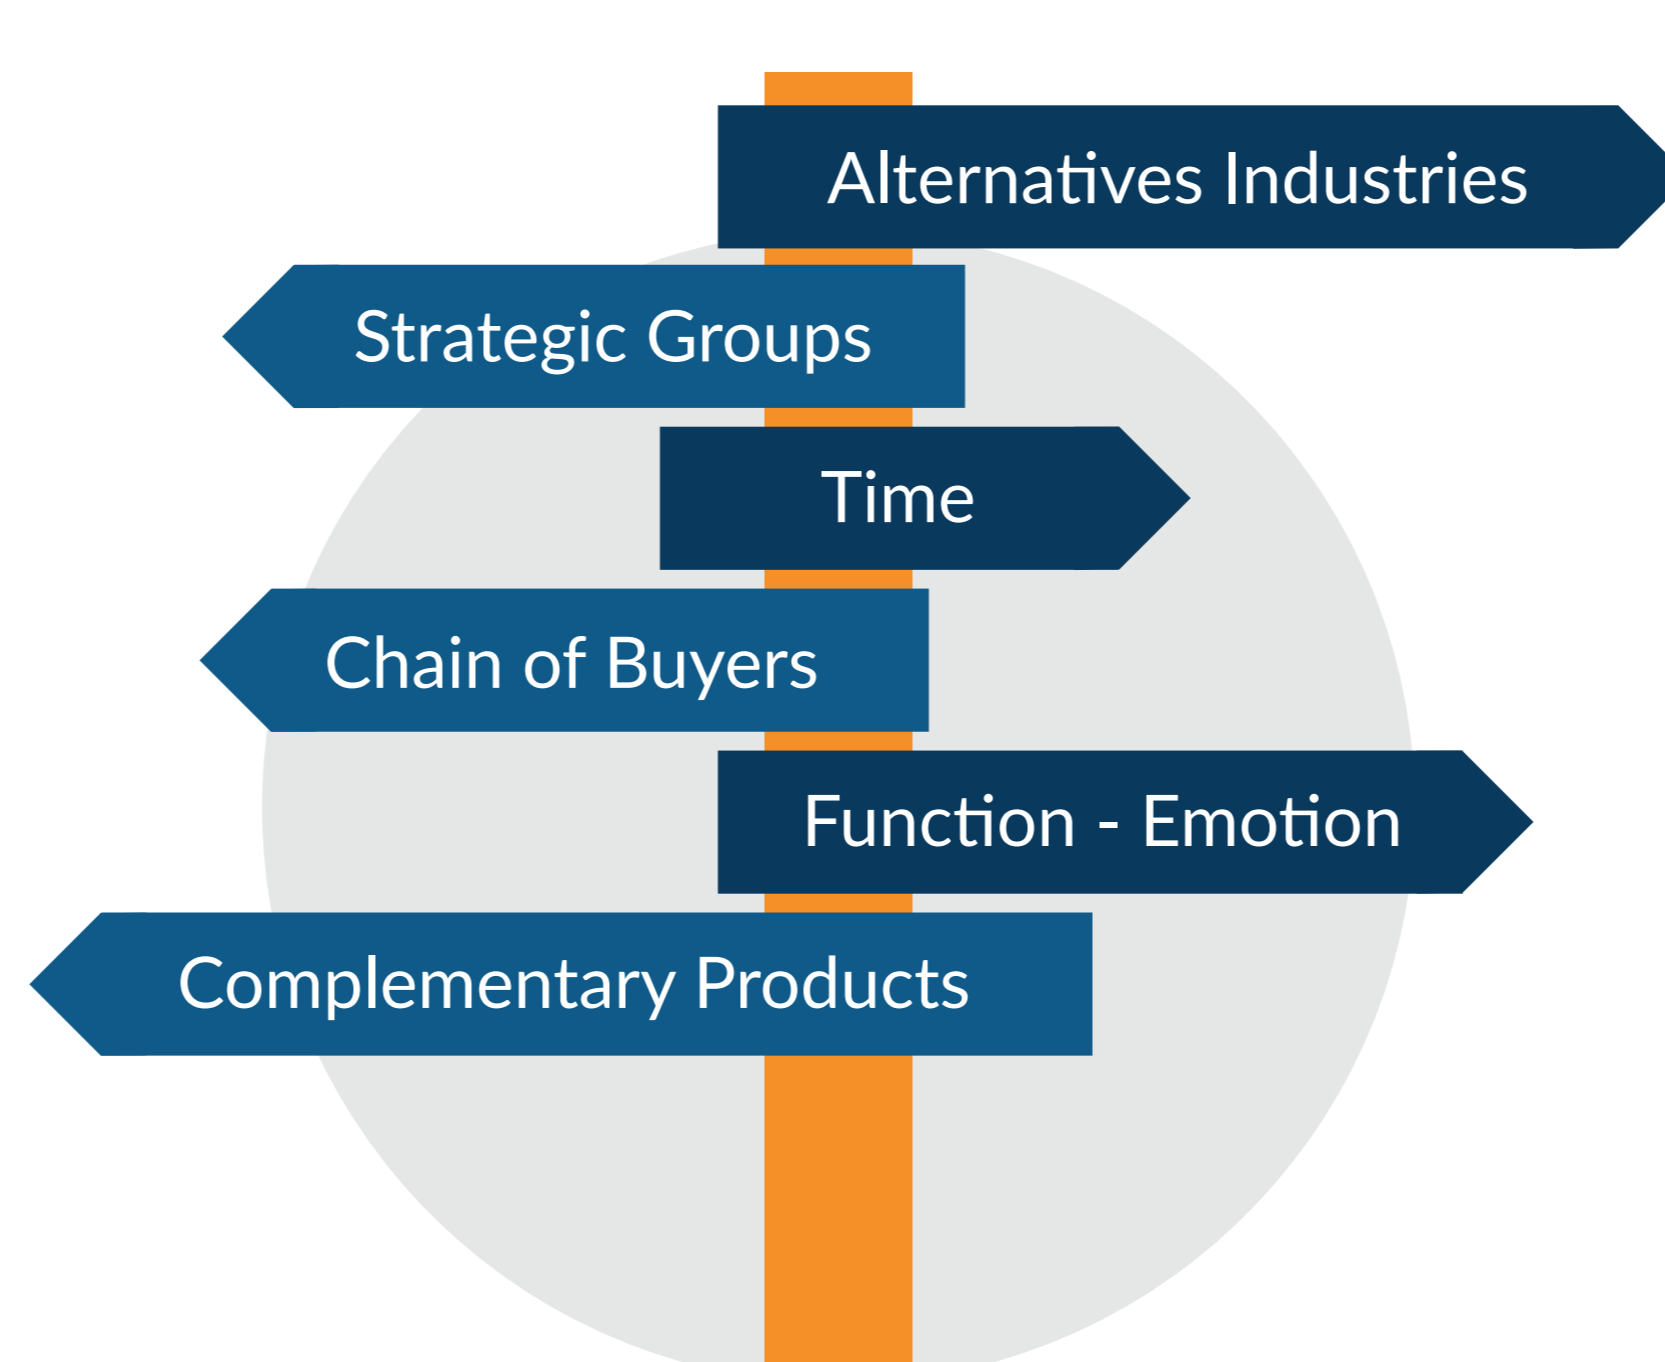 Alternatives Industries
Strategic Groups
Time
Chain of Buyers
Function - Emotion
Complementary Products